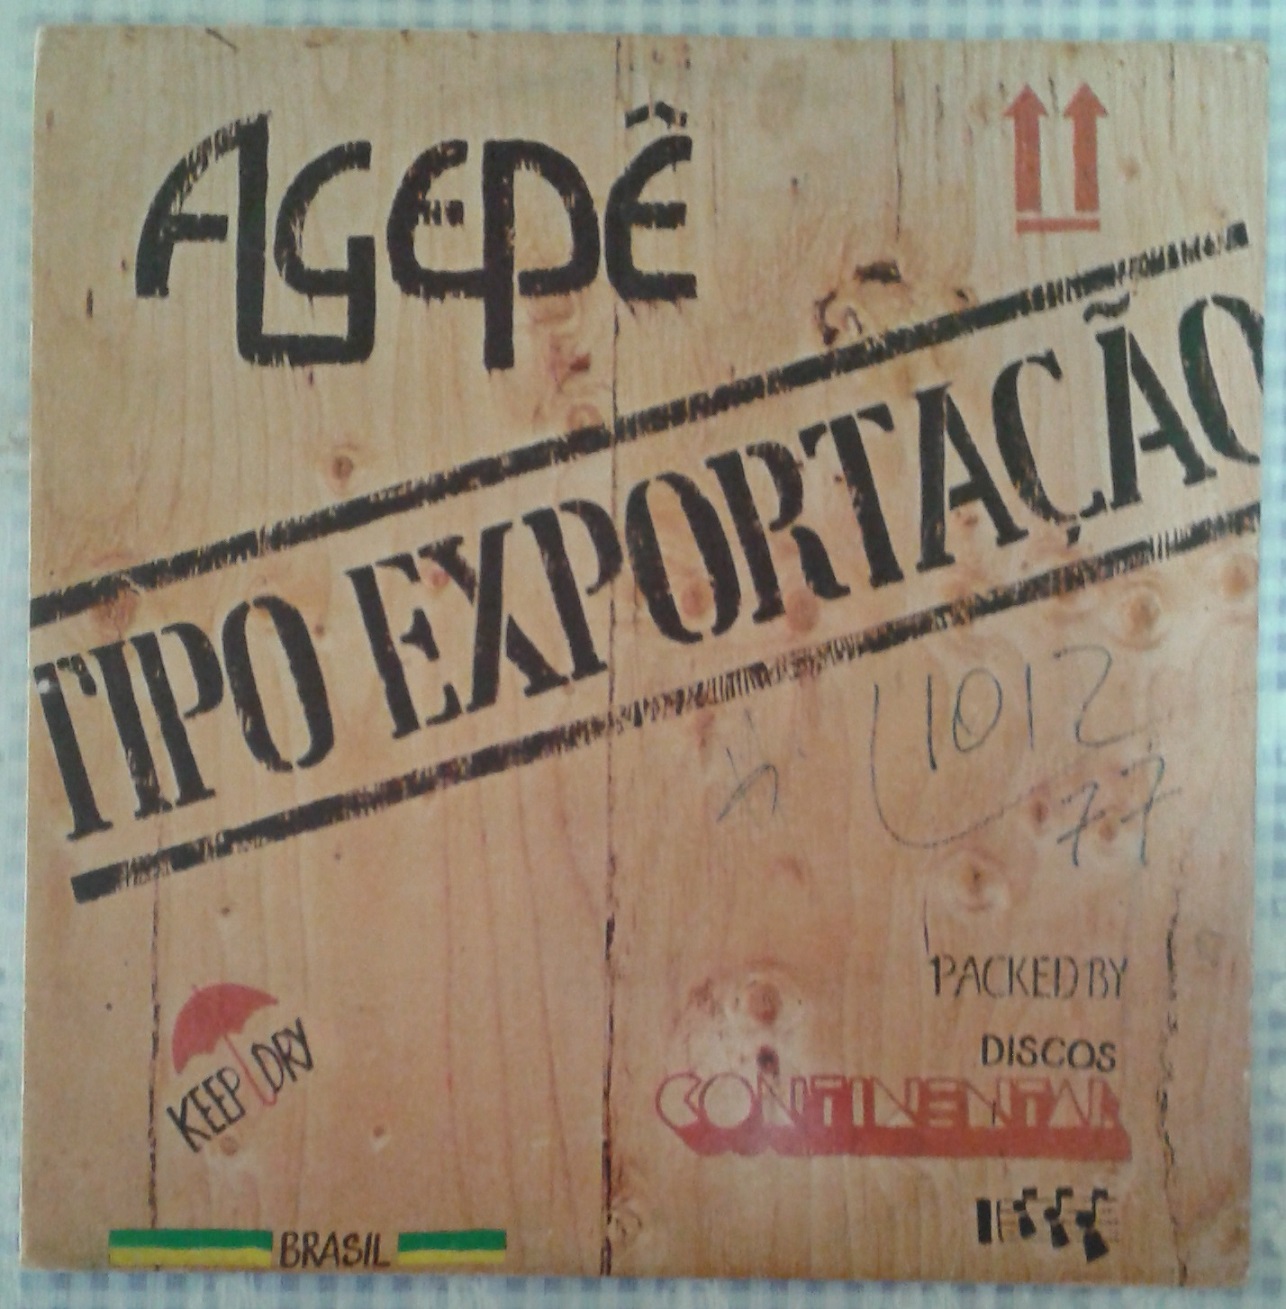 AGEPÊ
TIPO EXPORTAÇÃO
1012
77
PACKED BY
DISCOS
CONTINENTAL
KEEP DRY
BRASIL